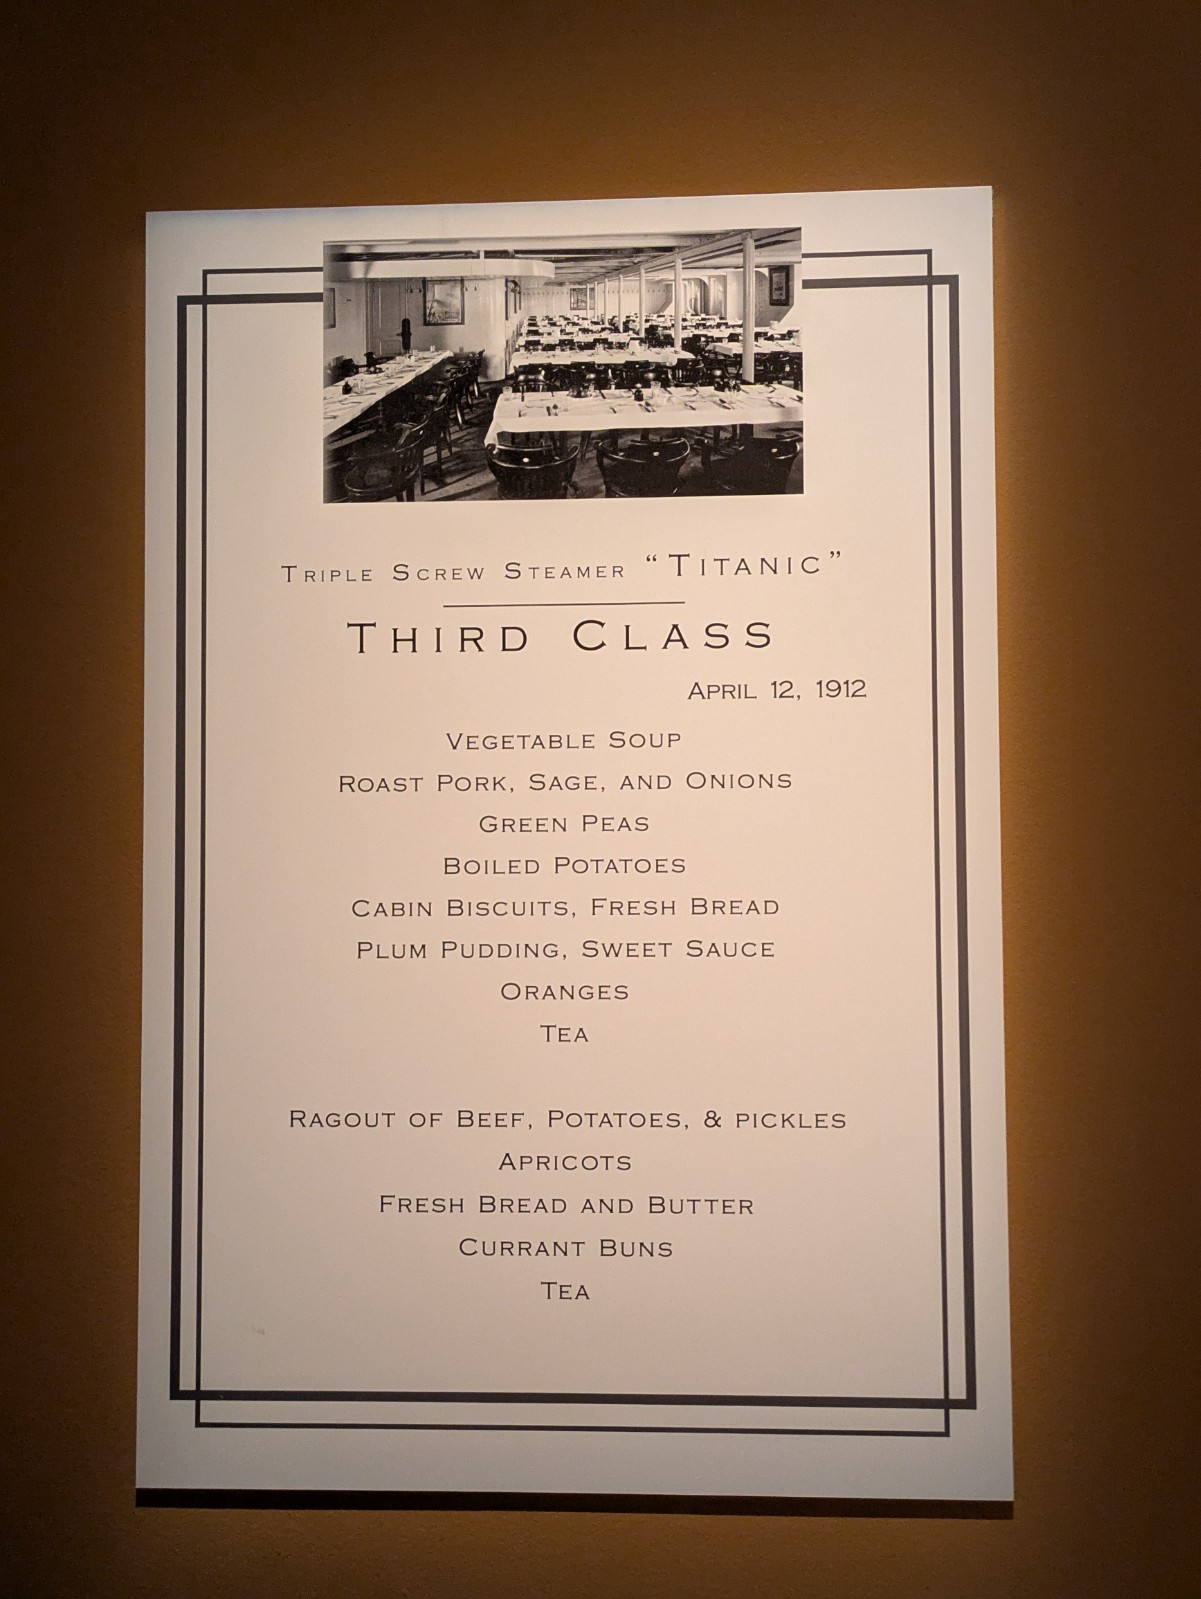 Triple Screw Steamer “Titanic”
Third Class
April 12, 1912
Vegetable Soup
Roast Pork, Sage, and Onions
Green Peas
Boiled Potatoes
Cabin Biscuits, Fresh Bread
Plum Pudding, Sweet Sauce
Oranges
Tea
Ragout of Beef, Potatoes, & pickles
Apricots
Fresh Bread and Butter
Currant Buns
Tea